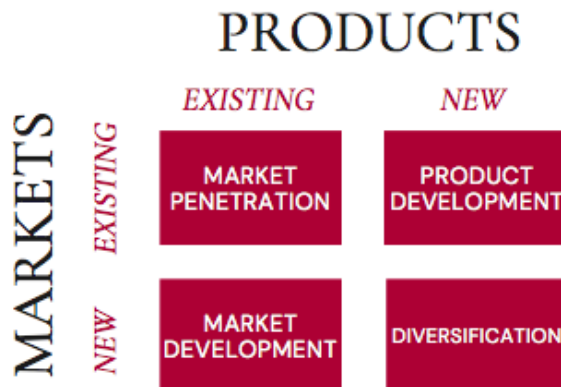 PRODUCTS
EXISTING NEW
MARKETS
EXISTING
MARKET
PENETRATION
PRODUCT
DEVELOPMENT
NEW
MARKET
DEVELOPMENT
DIVERSIFICATION